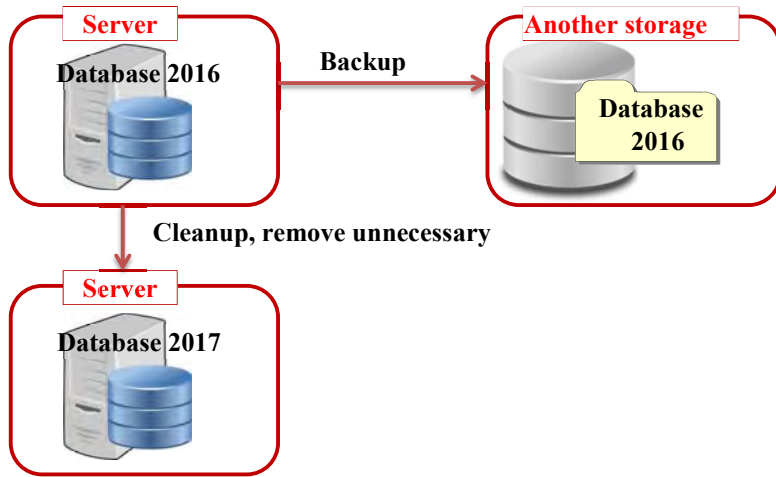 Server
Database 2016
Backup
Another storage
Database
2016
Cleanup, remove unnecessary
Server
Database 2017